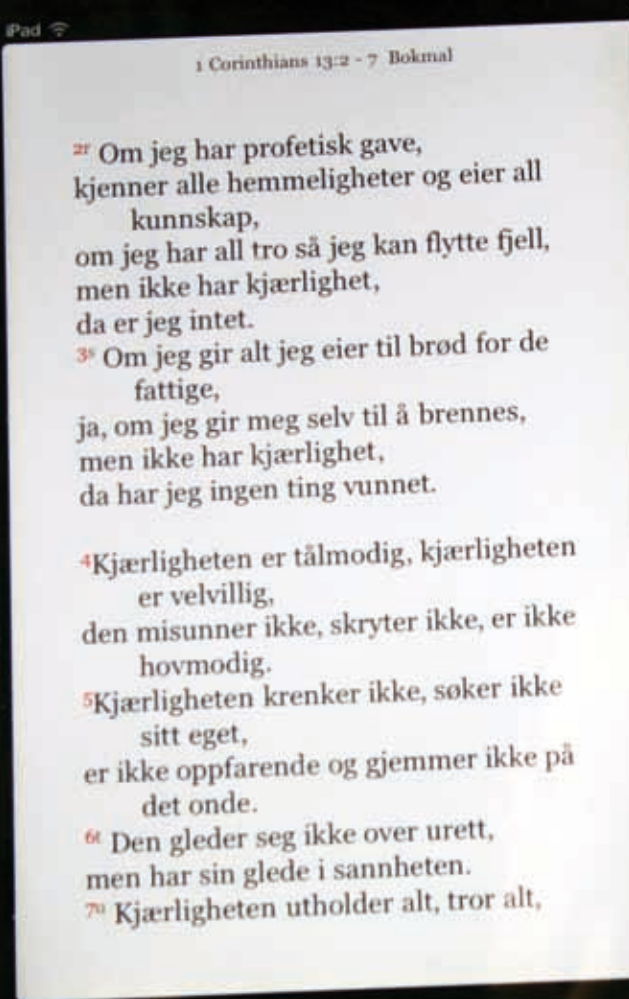 iPad
1 Corinthians 13:2 - 7 Bokmal
2r Om jeg har profetisk gave,
kjenner alle hemmeligheter og eier all
kunnskap,
om jeg har all tro så jeg kan flytte fjell,
men ikke har kjærlighet,
da er jeg intet.
3s Om jeg gir alt jeg eier til brød for de
fattige,
ja, om jeg gir meg selv til å brennes,
men ikke har kjærlighet,
da har jeg ingen ting vunnet.
4Kjærligheten er tålmodig, kjærligheten
er velvillig,
den misunner ikke, skryter ikke, er ikke
hovmodig.
5Kjærligheten krenker ikke, søker ikke
sitt eget,
er ikke oppfarende og gjemmer ikke på
det onde.
6t Den gleder seg ikke over urett,
men har sin glede i sannheten.
7u Kjærligheten utholder alt, tror alt,